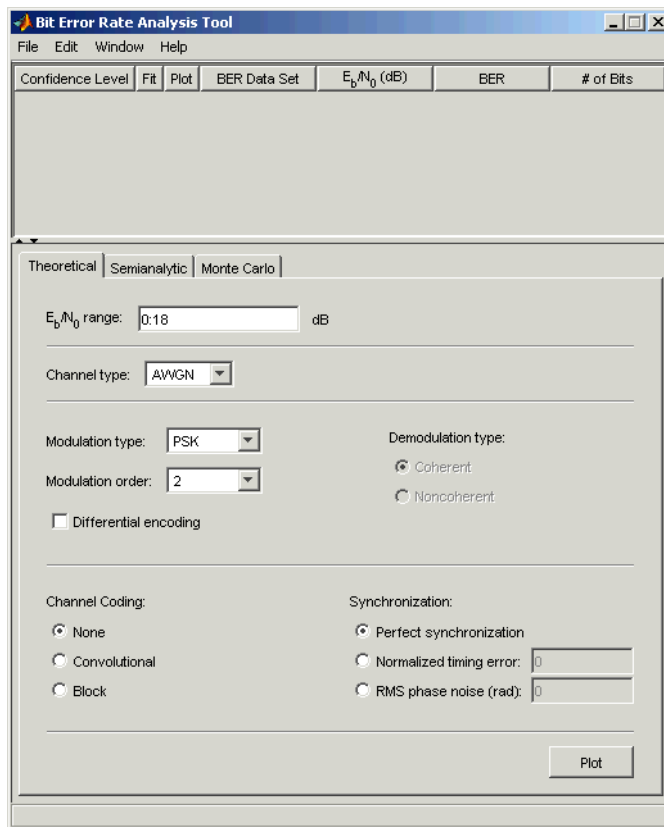 Bit Error Rate Analysis Tool
File Edit Window Help
Confidence Level Fit Plot BER Data Set Eb/N0 (dB) BER # of Bits
Theoretical Semianalytic Monte Carlo
Eb/N0 range: 0:18 dB
Channel type: AWGN
Modulation type: PSK Demodulation type:
Coherent
Modulation order: 2
Noncoherent
Differential encoding
Channel Coding: Synchronization:
None Perfect synchronization
Convolutional Normalized timing error: 0
Block RMS phase noise (rad): 0
Plot